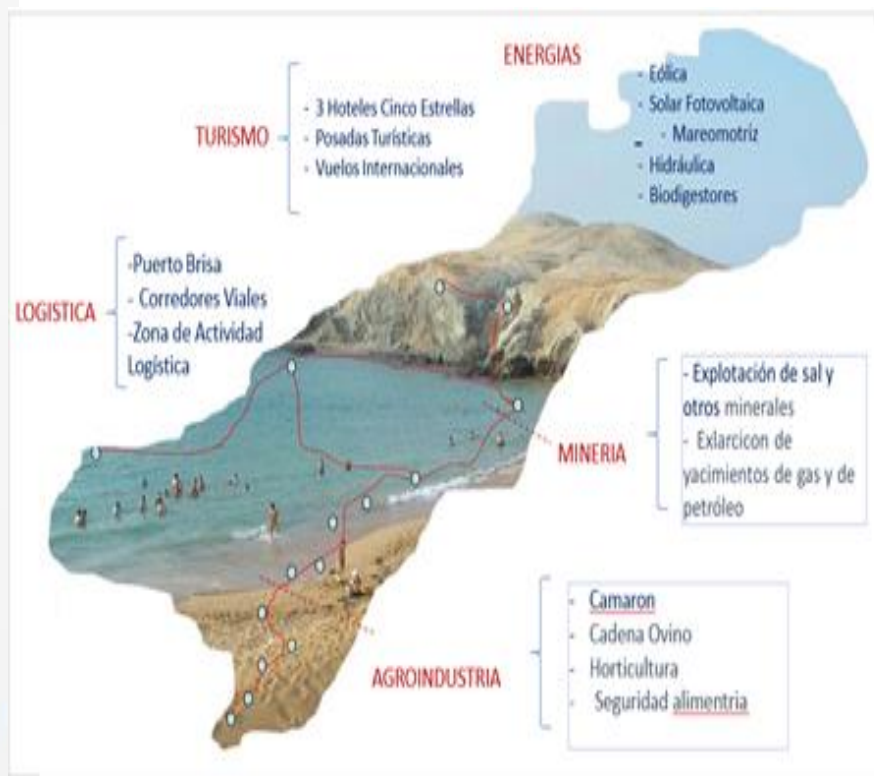 ENERGIAS
- Eólica
- Solar Fotovoltaica
- Mareomotriz
- Hidráulica
- Biodigestores
TURISMO
- 3 Hoteles Cinco Estrellas
- Posadas Turísticas
- Vuelos Internacionales
LOGISTICA
-Puerto Brisa
- Corredores Viales
-Zona de Actividad
Logística
MINERIA
- Explotación de sal y
otros minerales
- Exlarcicon de
yacimientos de gas y de
petróleo
AGROINDUSTRIA
- Camaron
- Cadena Ovino
- Horticultura
- Seguridad alimentria